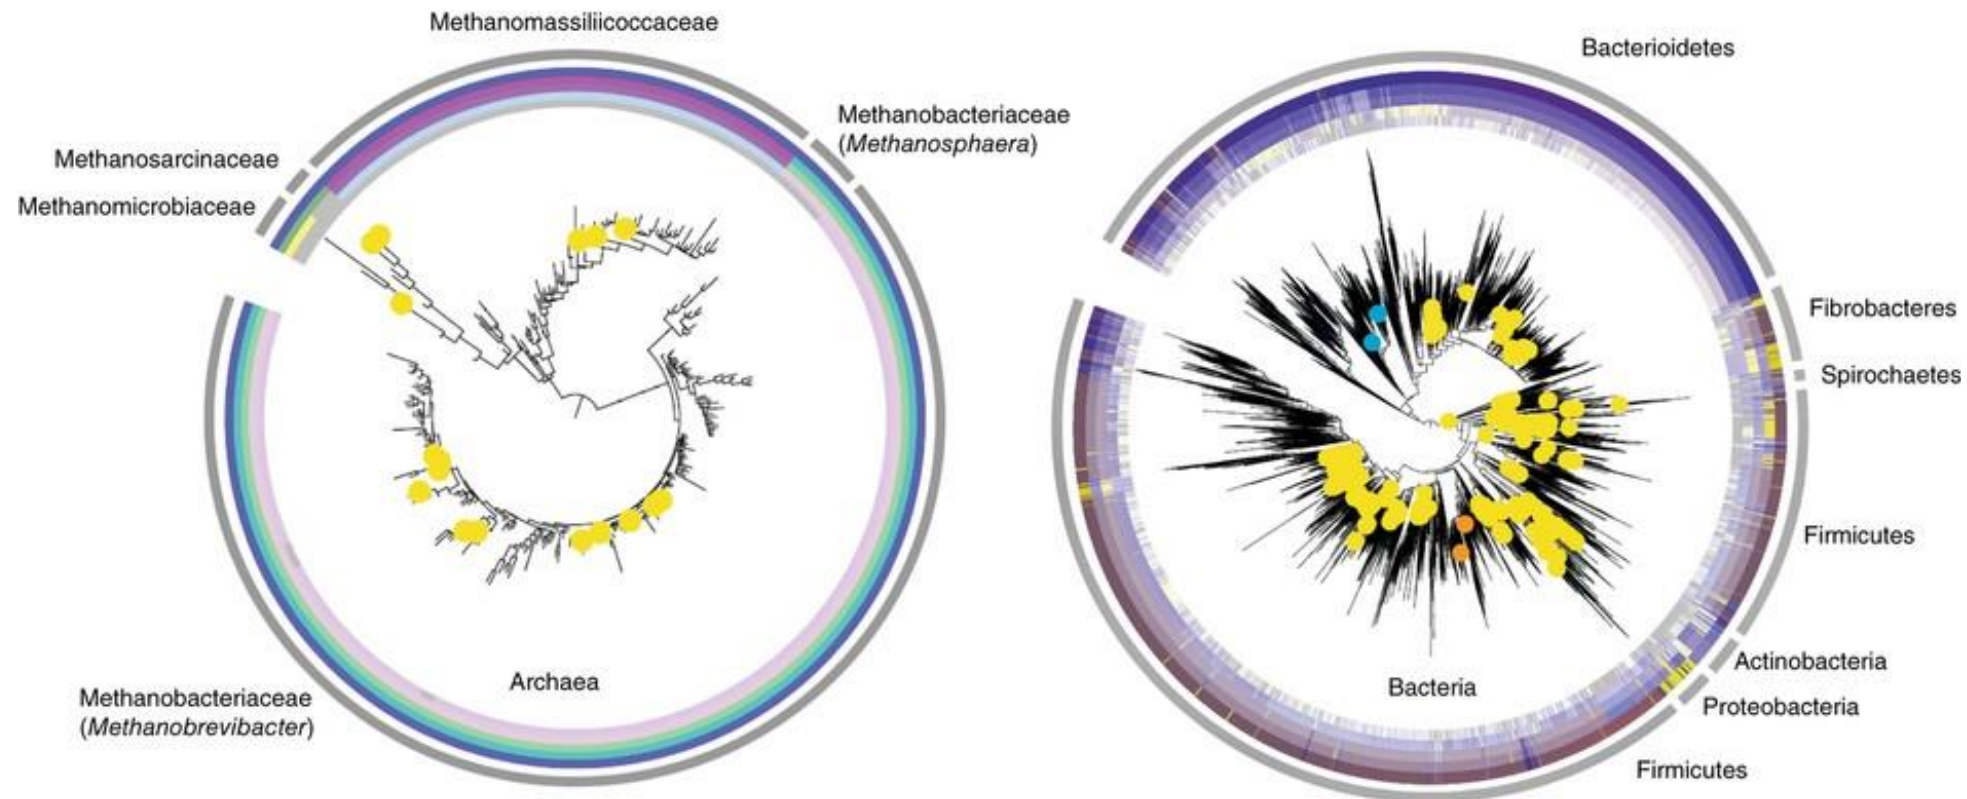 Methanomassiliicoccaceae
Methanobacteriaceae
(Methanosphaera)
Methanosarcinaceae
Methanomicrobiaceae
Archaea
Methanobacteriaceae
(Methanobrevibacter)
Bacterioidetes
Fibrobacteres
Spirochaetes
Firmicutes
Actinobacteria
Proteobacteria
Bacteria
Firmicutes